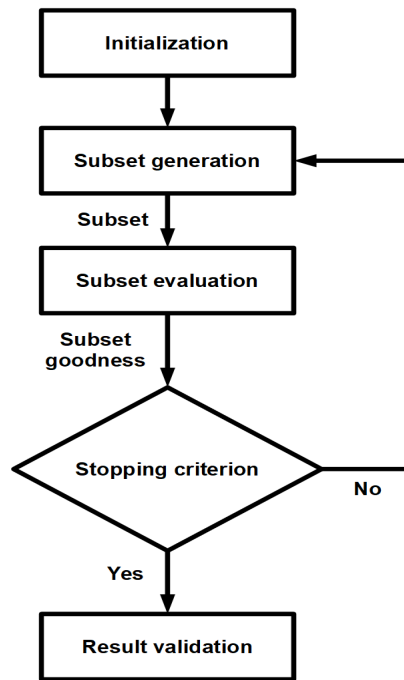 Initialization
Subset generation
Subset
Subset evaluation
Subset
goodness
Stopping criterion
No
Yes
Result validation